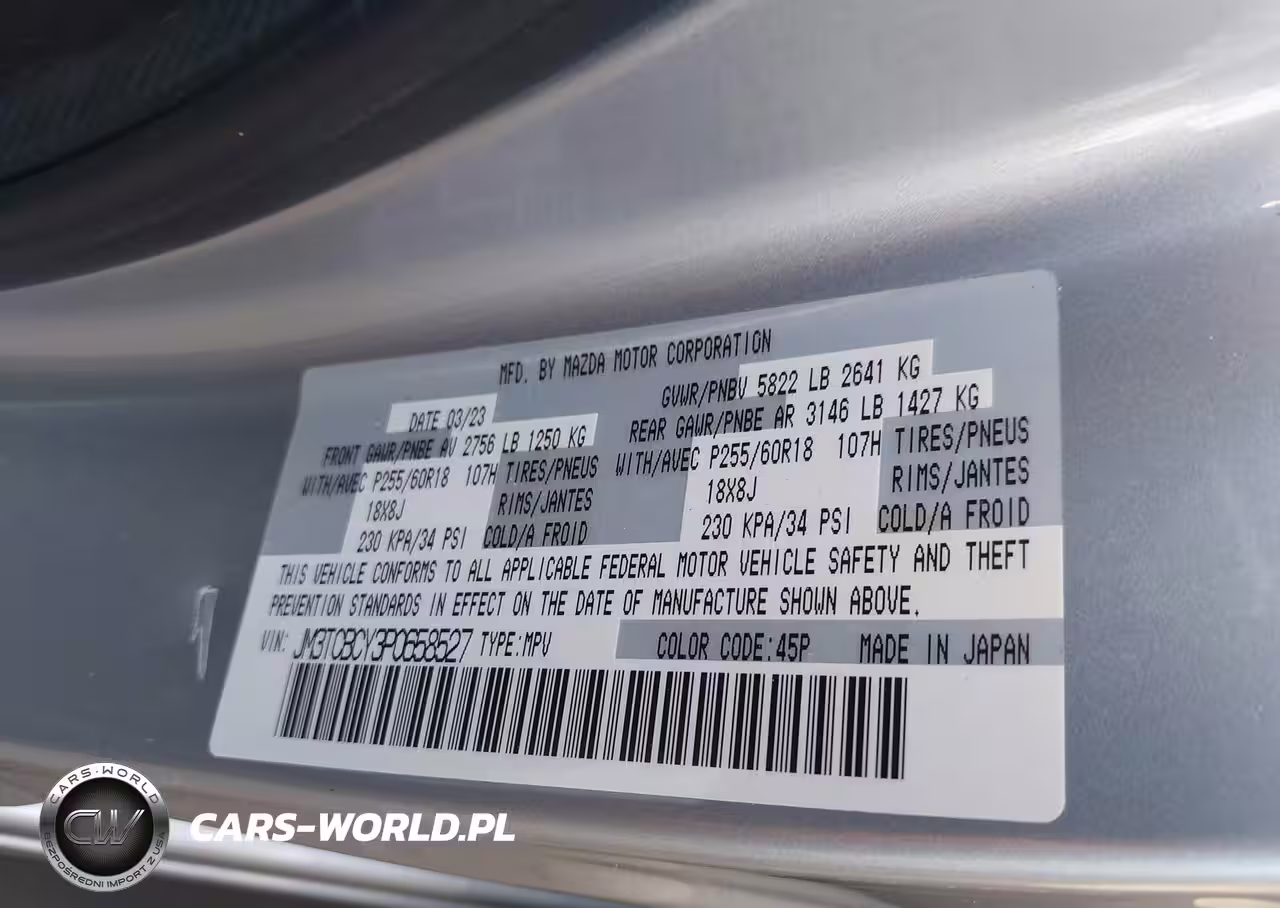 MFD. BY MAZDA MOTOR CORPORATION
DATE 03/23
GVWR/PNBV 5822 LB 2641 KG
FRONT GAWR/PNBE AV 2756 LB 1250 KG
REAR GAWR/PNBE AR 3146 LB 1427 KG
WITH/AVEC P255/60R18 107H TIRES/PNEUS
WITH/AVEC P255/60R18 107H TIRES/PNEUS
18X8J RIMS/JANTES
18X8J RIMS/JANTES
230 KPA/34 PSI COLD/A FROID
230 KPA/34 PSI COLD/A FROID
THIS VEHICLE CONFORMS TO ALL APPLICABLE FEDERAL MOTOR VEHICLE SAFETY AND THEFT
PREVENTION STANDARDS IN EFFECT ON THE DATE OF MANUFACTURE SHOWN ABOVE.
VIN: JM3TCBCY3P0658527 TYPE:MPV COLOR CODE:45P MADE IN JAPAN
CARS-WORLD
CW
BEZPOŚREDNI IMPORT Z USA
CARS-WORLD.PL